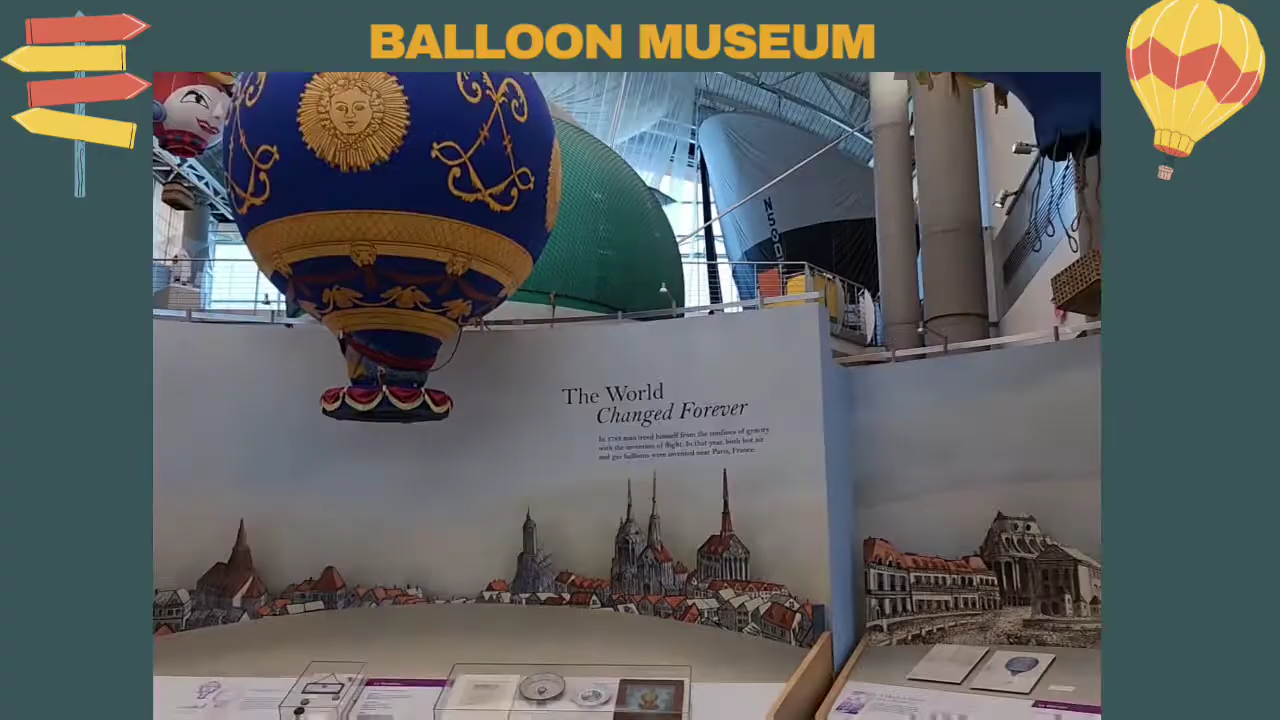 BALLOON MUSEUM
The World
Changed Forever
In 1783 man freed himself from the confines of gravity
with the invention of flight. In that year, both hot air
and gas balloons were invented near Paris, France.